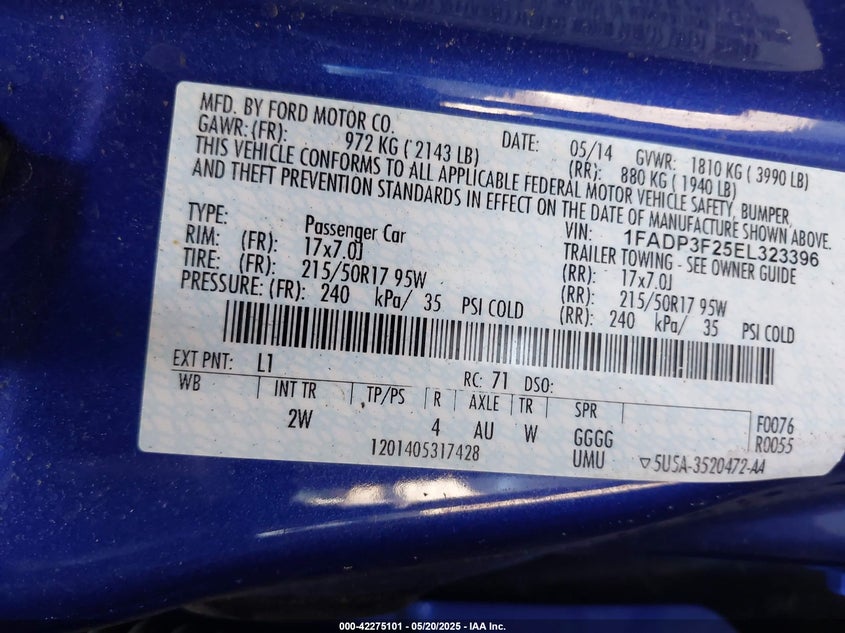 MFD. BY FORD MOTOR CO. DATE: 05/14 GVWR: 1810 KG ( 3990 LB)
GAWR: (FR): 972 KG ( 2143 LB) (RR): 880 KG ( 1940 LB)
THIS VEHICLE CONFORMS TO ALL APPLICABLE FEDERAL MOTOR VEHICLE SAFETY, BUMPER
AND THEFT PREVENTION STANDARDS IN EFFECT ON THE DATE OF MANUFACTURE SHOWN ABOVE.
VIN: 1FADP3F25EL323396
TYPE: Passenger Car TRAILER TOWING - SEE OWNER GUIDE
RIM: (FR): 17x7.0J (RR): 17x7.0J
TIRE: (FR): 215/50R17 95W (RR): 215/50R17 95W
PRESSURE: (FR): 240 kPa/ 35 PSI COLD (RR): 240 kPa/ 35 PSI COLD
EXT PNT: L1 RC: 71 DSO:
WB INT TR TP/PS R AXLE TR SPR F0076
2W 4 AU W GGGG R0055
1201405317428 UMU ▽5U5A-3520472-AA
000-42275101 — 05/20/2025 — IAA Inc.